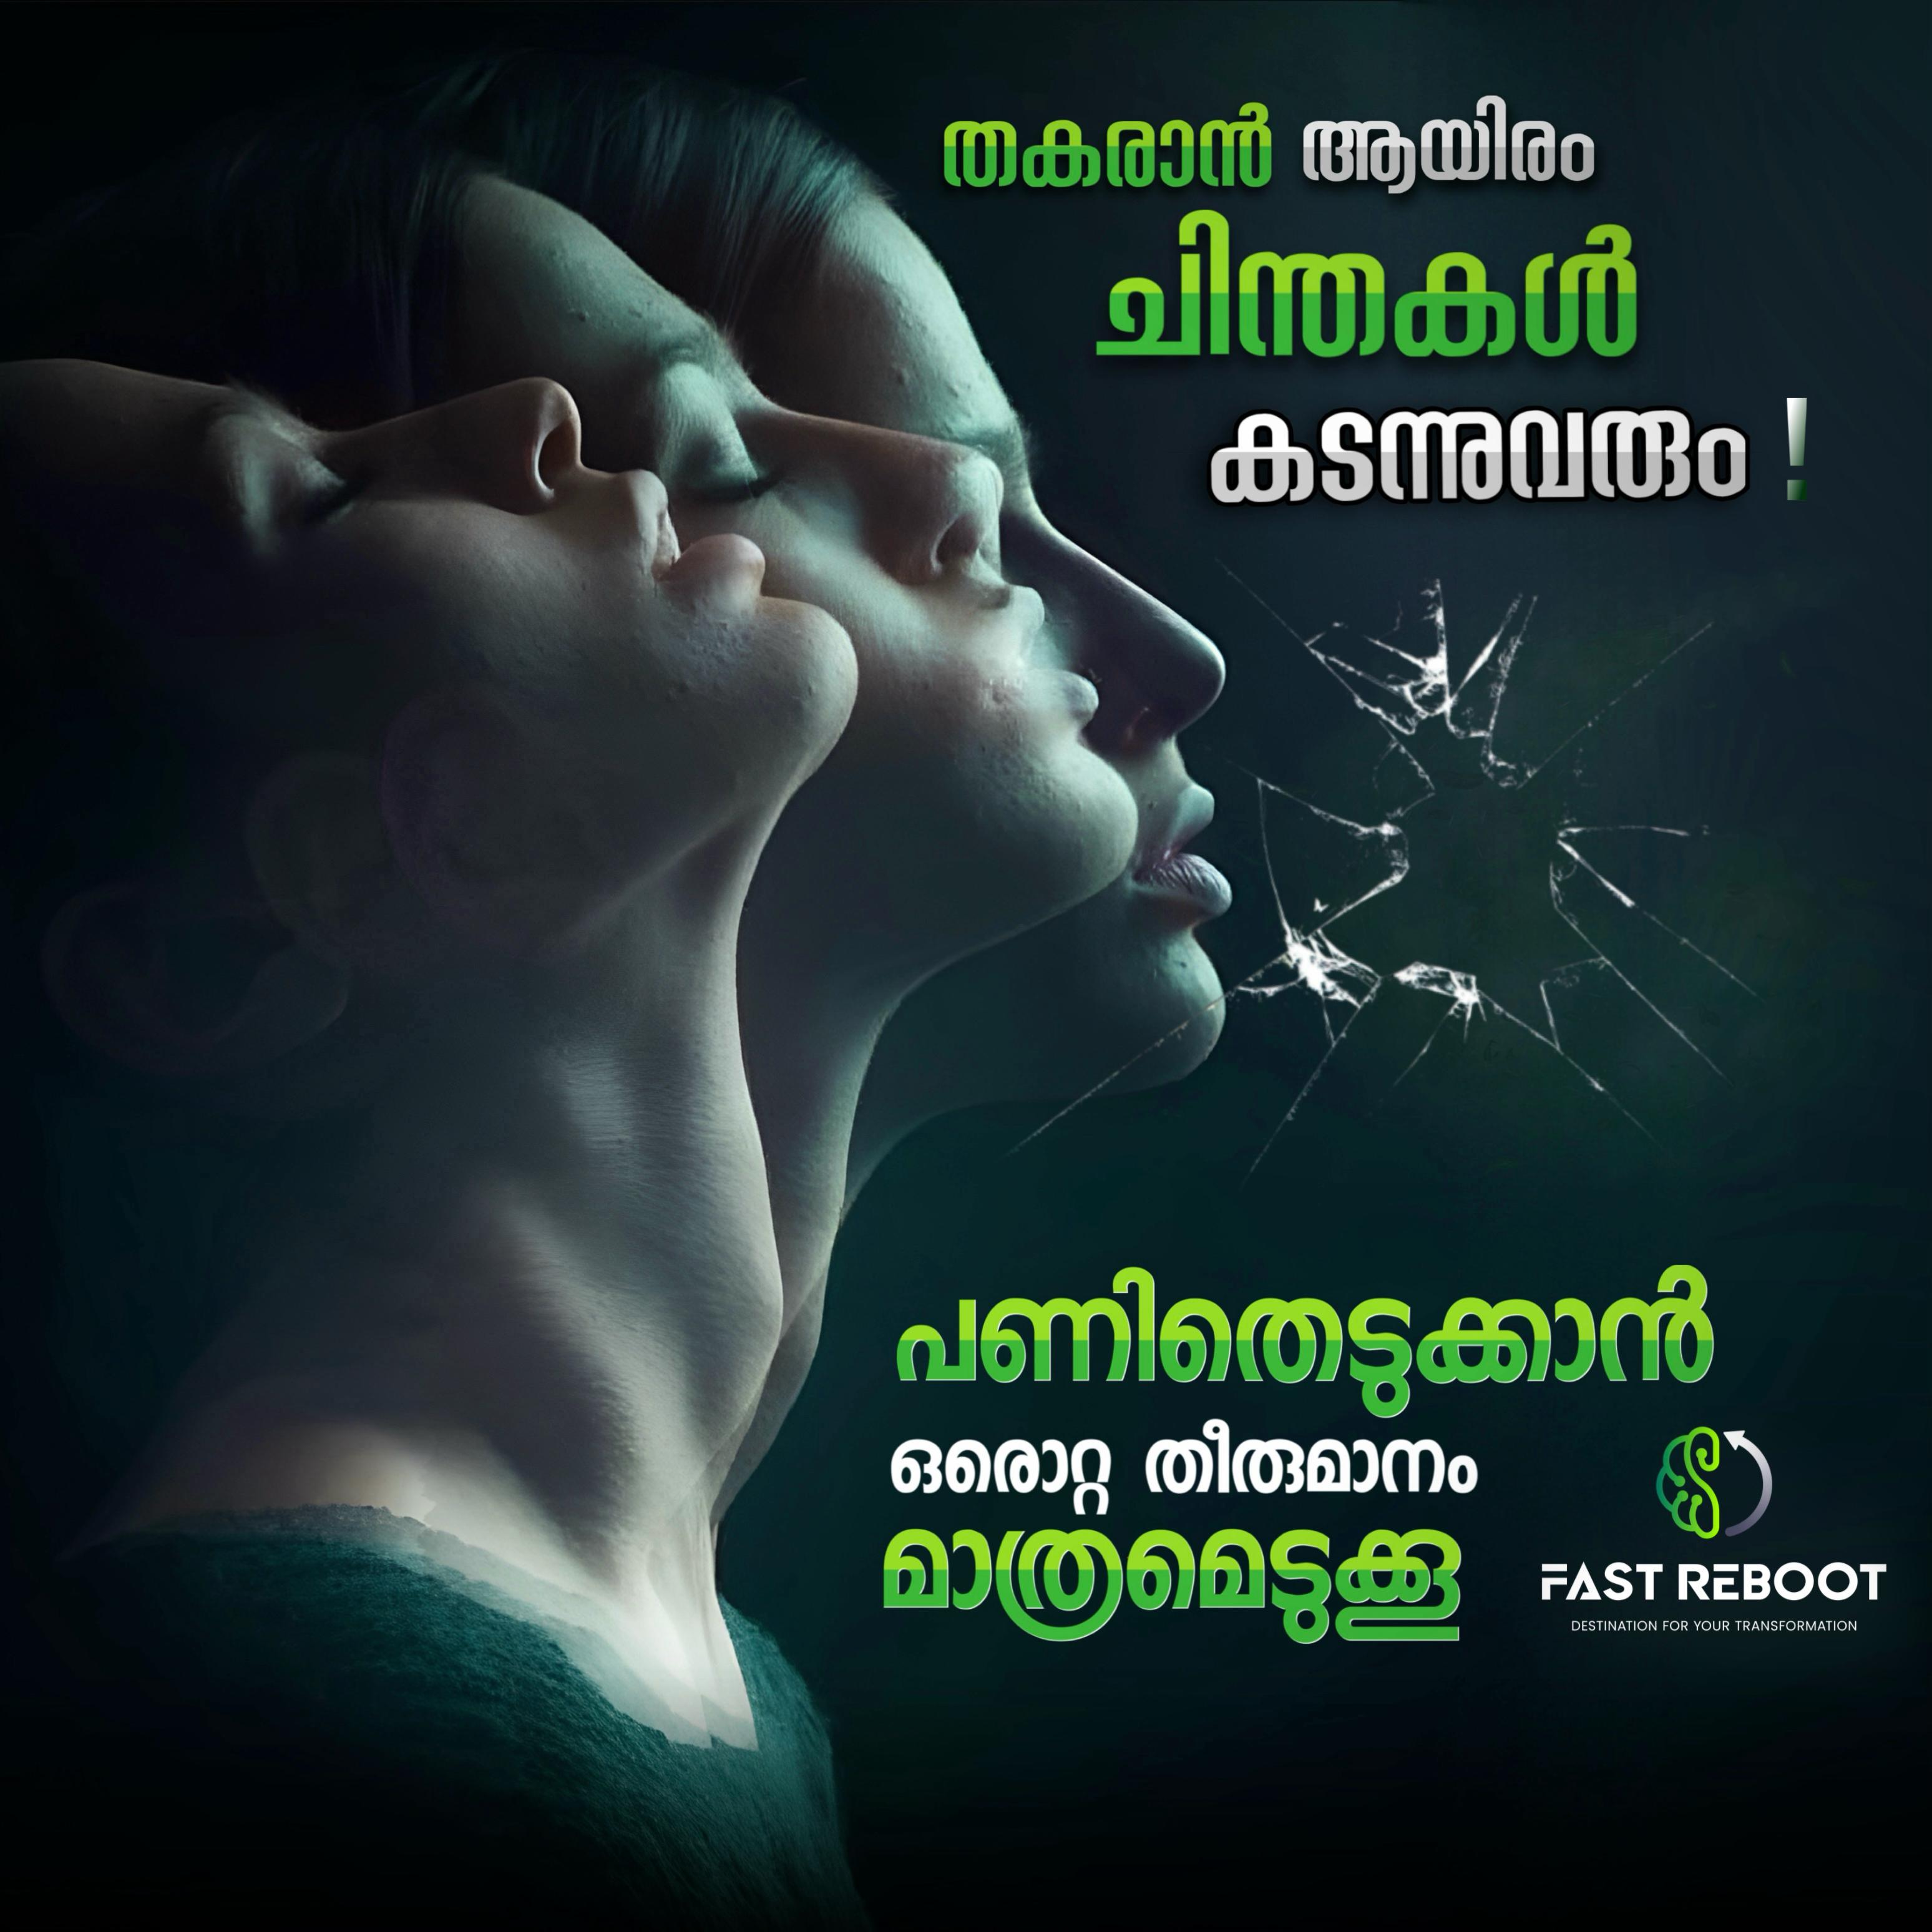 തകരാൻ ആയിരം
ചിന്തകൾ
കടന്നുവരും !
പണിതെടുക്കാൻ
ഒരൊറ്റ തീരുമാനം
മാത്രമെടുക്കൂ
FAST REBOOT
DESTINATION FOR YOUR TRANSFORMATION